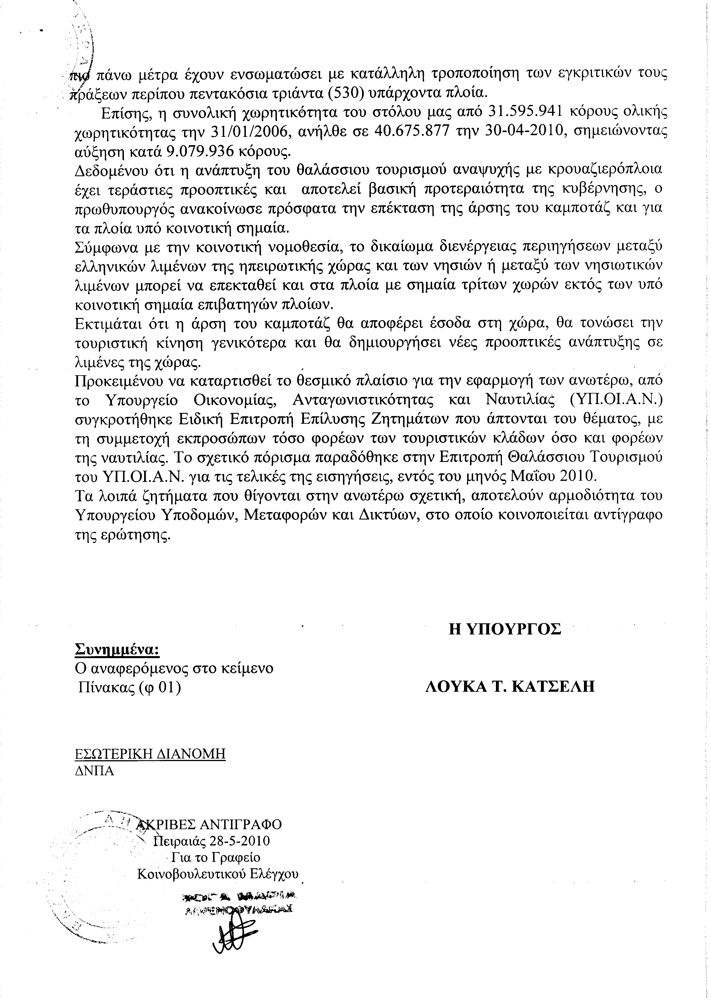 πιο πάνω μέτρα έχουν ενσωματώσει με κατάλληλη τροποποίηση των εγκριτικών τους
πράξεων περίπου πεντακόσια τριάντα (530) υπάρχοντα πλοία.
Επίσης, η συνολική χωρητικότητα του στόλου μας από 31.595.941 κόρους ολικής
χωρητικότητας την 31/01/2006, ανήλθε σε 40.675.877 την 30-04-2010, σημειώνοντας
αύξηση κατά 9.079.936 κόρους.
Δεδομένου ότι η ανάπτυξη του θαλάσσιου τουρισμού αναψυχής με κρουαζιερόπλοια
έχει τεράστιες προοπτικές και αποτελεί βασική προτεραιότητα της κυβέρνησης, ο
πρωθυπουργός ανακοίνωσε πρόσφατα την επέκταση της άρσης του καμποτάζ και για
τα πλοία υπό κοινοτική σημαία.
Σύμφωνα με την κοινοτική νομοθεσία, το δικαίωμα διενέργειας περιηγήσεων μεταξύ
ελληνικών λιμένων της ηπειρωτικής χώρας και των νησιών ή μεταξύ των νησιωτικών
λιμένων μπορεί να επεκταθεί και στα πλοία με σημαία τρίτων χωρών εκτός των υπό
κοινοτική σημαία επιβατηγών πλοίων.
Εκτιμάται ότι η άρση του καμποτάζ θα αποφέρει έσοδα στη χώρα, θα τονώσει την
τουριστική κίνηση γενικότερα και θα δημιουργήσει νέες προοπτικές ανάπτυξης σε
λιμένες της χώρας.
Προκειμένου να καταρτισθεί το θεσμικό πλαίσιο για την εφαρμογή των ανωτέρω, από
το Υπουργείο Οικονομίας, Ανταγωνιστικότητας και Ναυτιλίας (ΥΠ.ΟΙ.Α.Ν.)
συγκροτήθηκε Ειδική Επιτροπή Επίλυσης Ζητημάτων που άπτονται του θέματος, με
τη συμμετοχή εκπροσώπων τόσο φορέων των τουριστικών κλάδων όσο και φορέων
της ναυτιλίας. Το σχετικό πόρισμα παραδόθηκε στην Επιτροπή Θαλάσσιου Τουρισμού
του ΥΠ.ΟΙ.Α.Ν. για τις τελικές της εισηγήσεις, εντός του μηνός Μαΐου 2010.
Τα λοιπά ζητήματα που θίγονται στην ανωτέρω σχετική, αποτελούν αρμοδιότητα του
Υπουργείου Υποδομών, Μεταφορών και Δικτύων, στο οποίο κοινοποιείται αντίγραφο
της ερώτησης.
Η ΥΠΟΥΡΓΟΣ
Συνημμένα:
Ο αναφερόμενος στο κείμενο
Πίνακας (φ 01)
ΛΟΥΚΑ Τ. ΚΑΤΣΕΛΗ
ΕΣΩΤΕΡΙΚΗ ΔΙΑΝΟΜΗ
ΔΝΠΑ
ΑΚΡΙΒΕΣ ΑΝΤΙΓΡΑΦΟ
Πειραιάς 28-5-2010
Για το Γραφείο
Κοινοβουλευτικού Ελέγχου
ΜΑΡΙΑ
ΛΙΜΕΝΟΦΥΛΑΚΑΣ